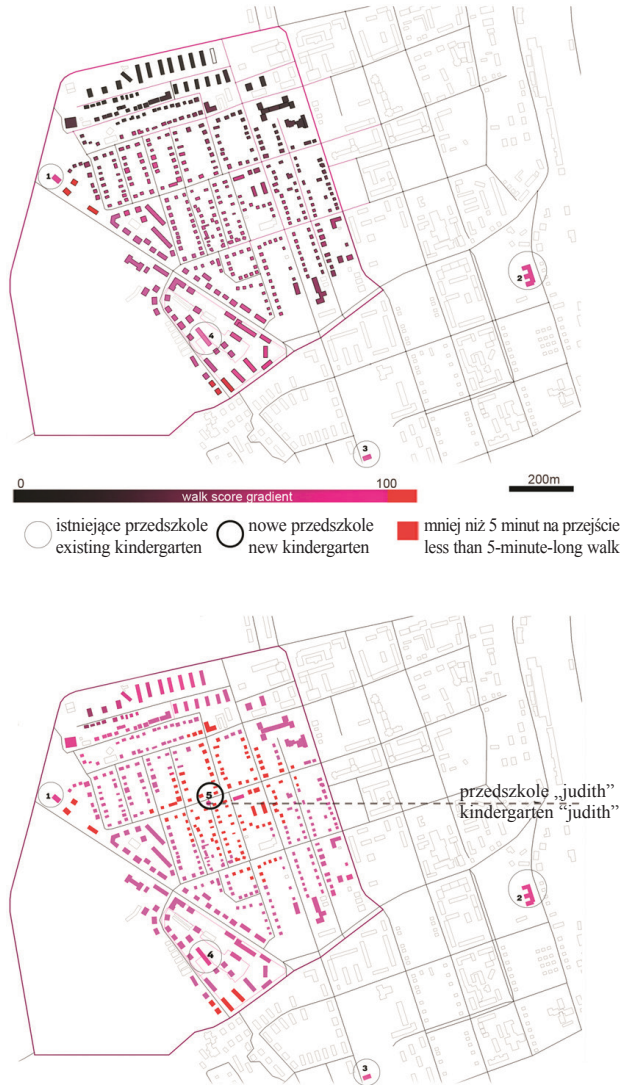 1
2
4
3
0
100
walk score gradient
200m
istniejące przedszkole
existing kindergarten
nowe przedszkole
new kindergarten
mniej niż 5 minut na przejście
less than 5-minute-long walk
5
1
przedszkole „judith”
kindergarten “judith”
2
4
3